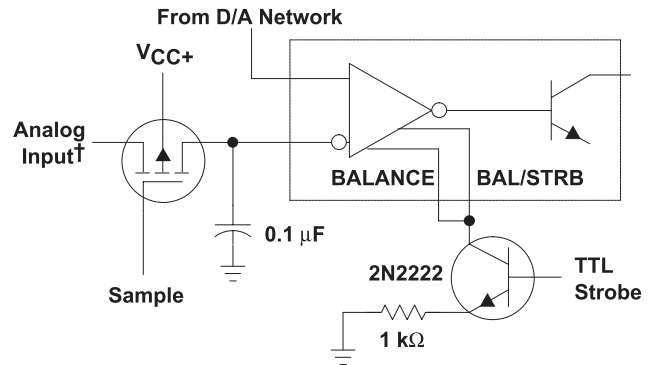 From D/A Network
VCC+
Analog
Input†
BALANCE
BAL/STRB
0.1 μF
2N2222
TTL
Strobe
Sample
1 kΩ